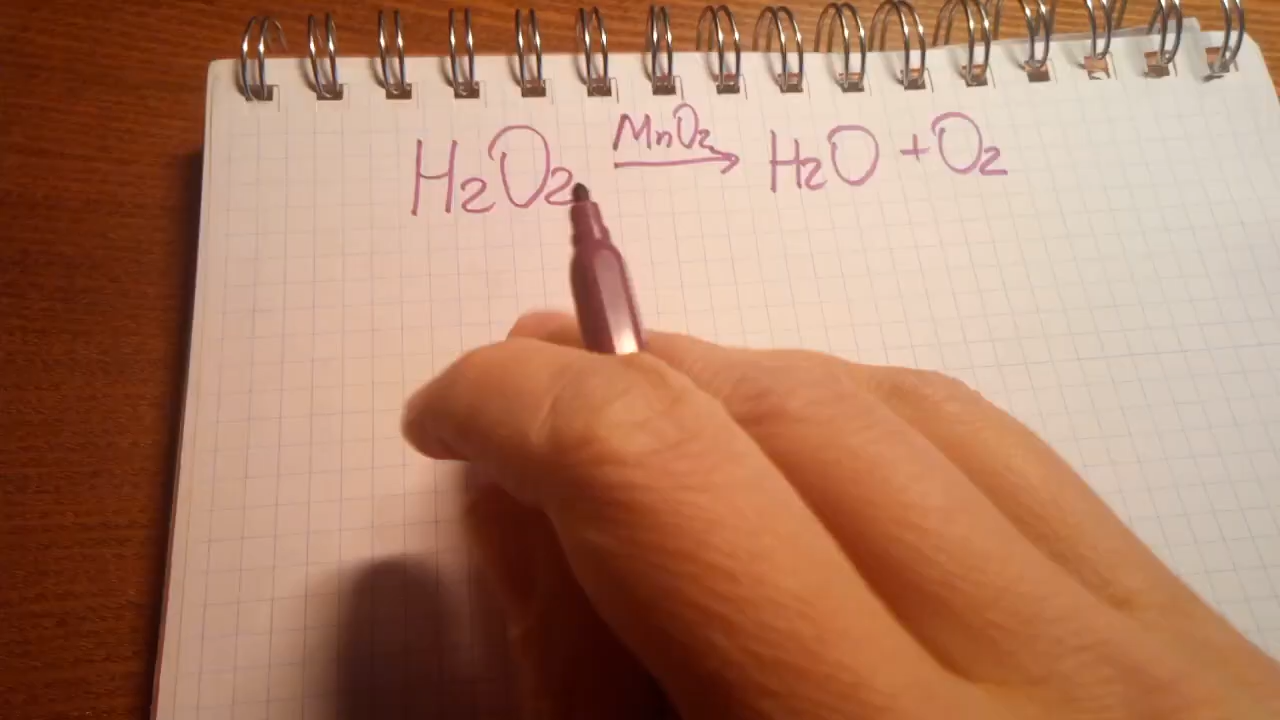 H₂O₂ MnO₂ → H₂O + O₂